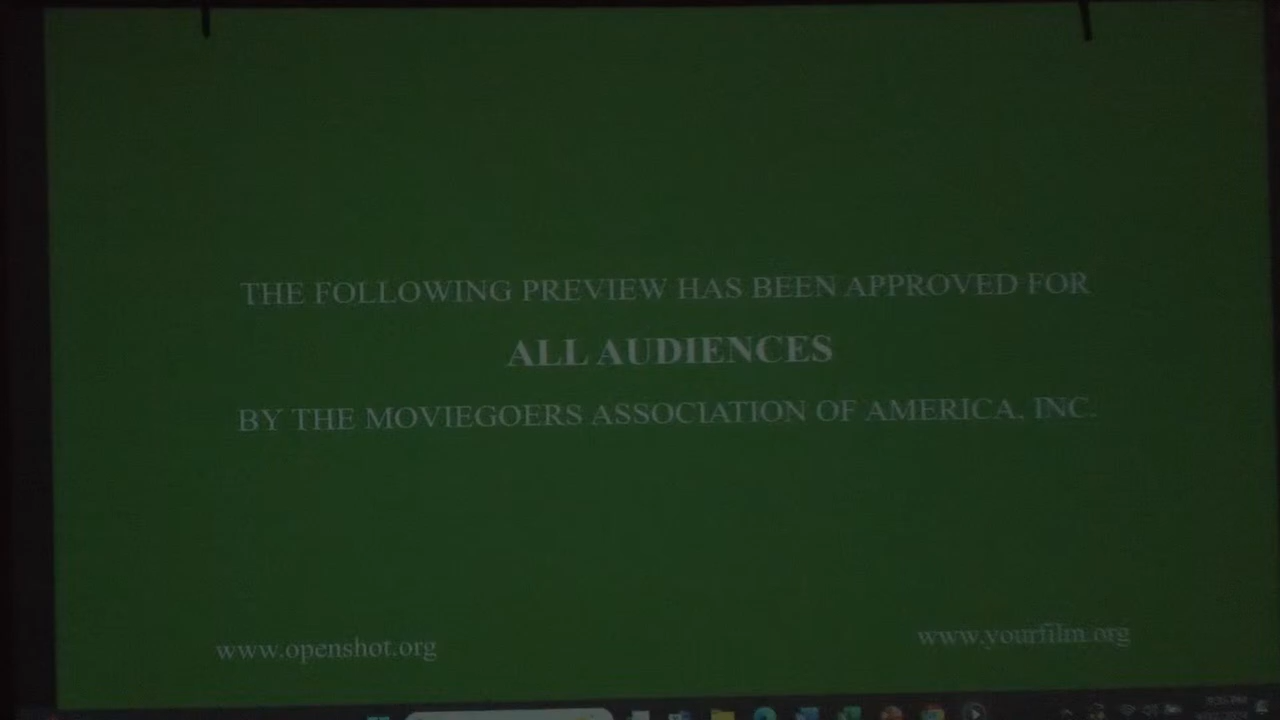 THE FOLLOWING PREVIEW HAS BEEN APPROVED FOR
ALL AUDIENCES
BY THE MOVIEGOERS ASSOCIATION OF AMERICA, INC.
www.openshot.org
www.yourfilm.org